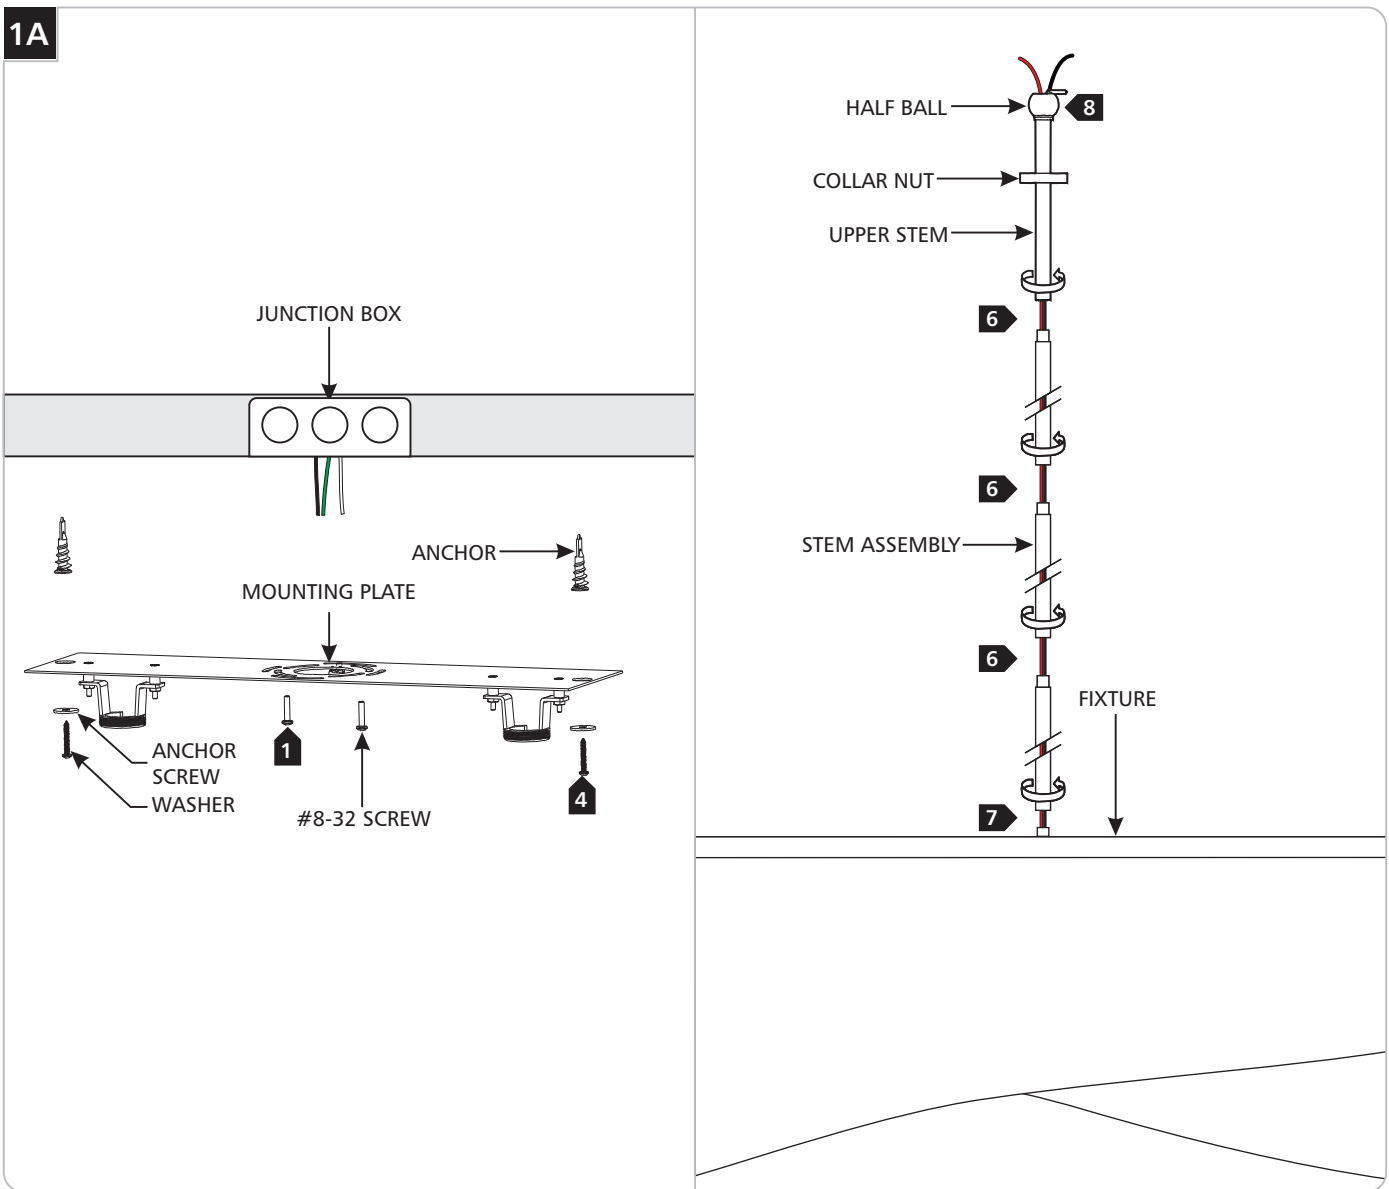 1A
JUNCTION BOX
ANCHOR
MOUNTING PLATE
ANCHOR
SCREW
WASHER
1
#8-32 SCREW
4
HALF BALL
8
COLLAR NUT
UPPER STEM
6
6
STEM ASSEMBLY
6
FIXTURE
7